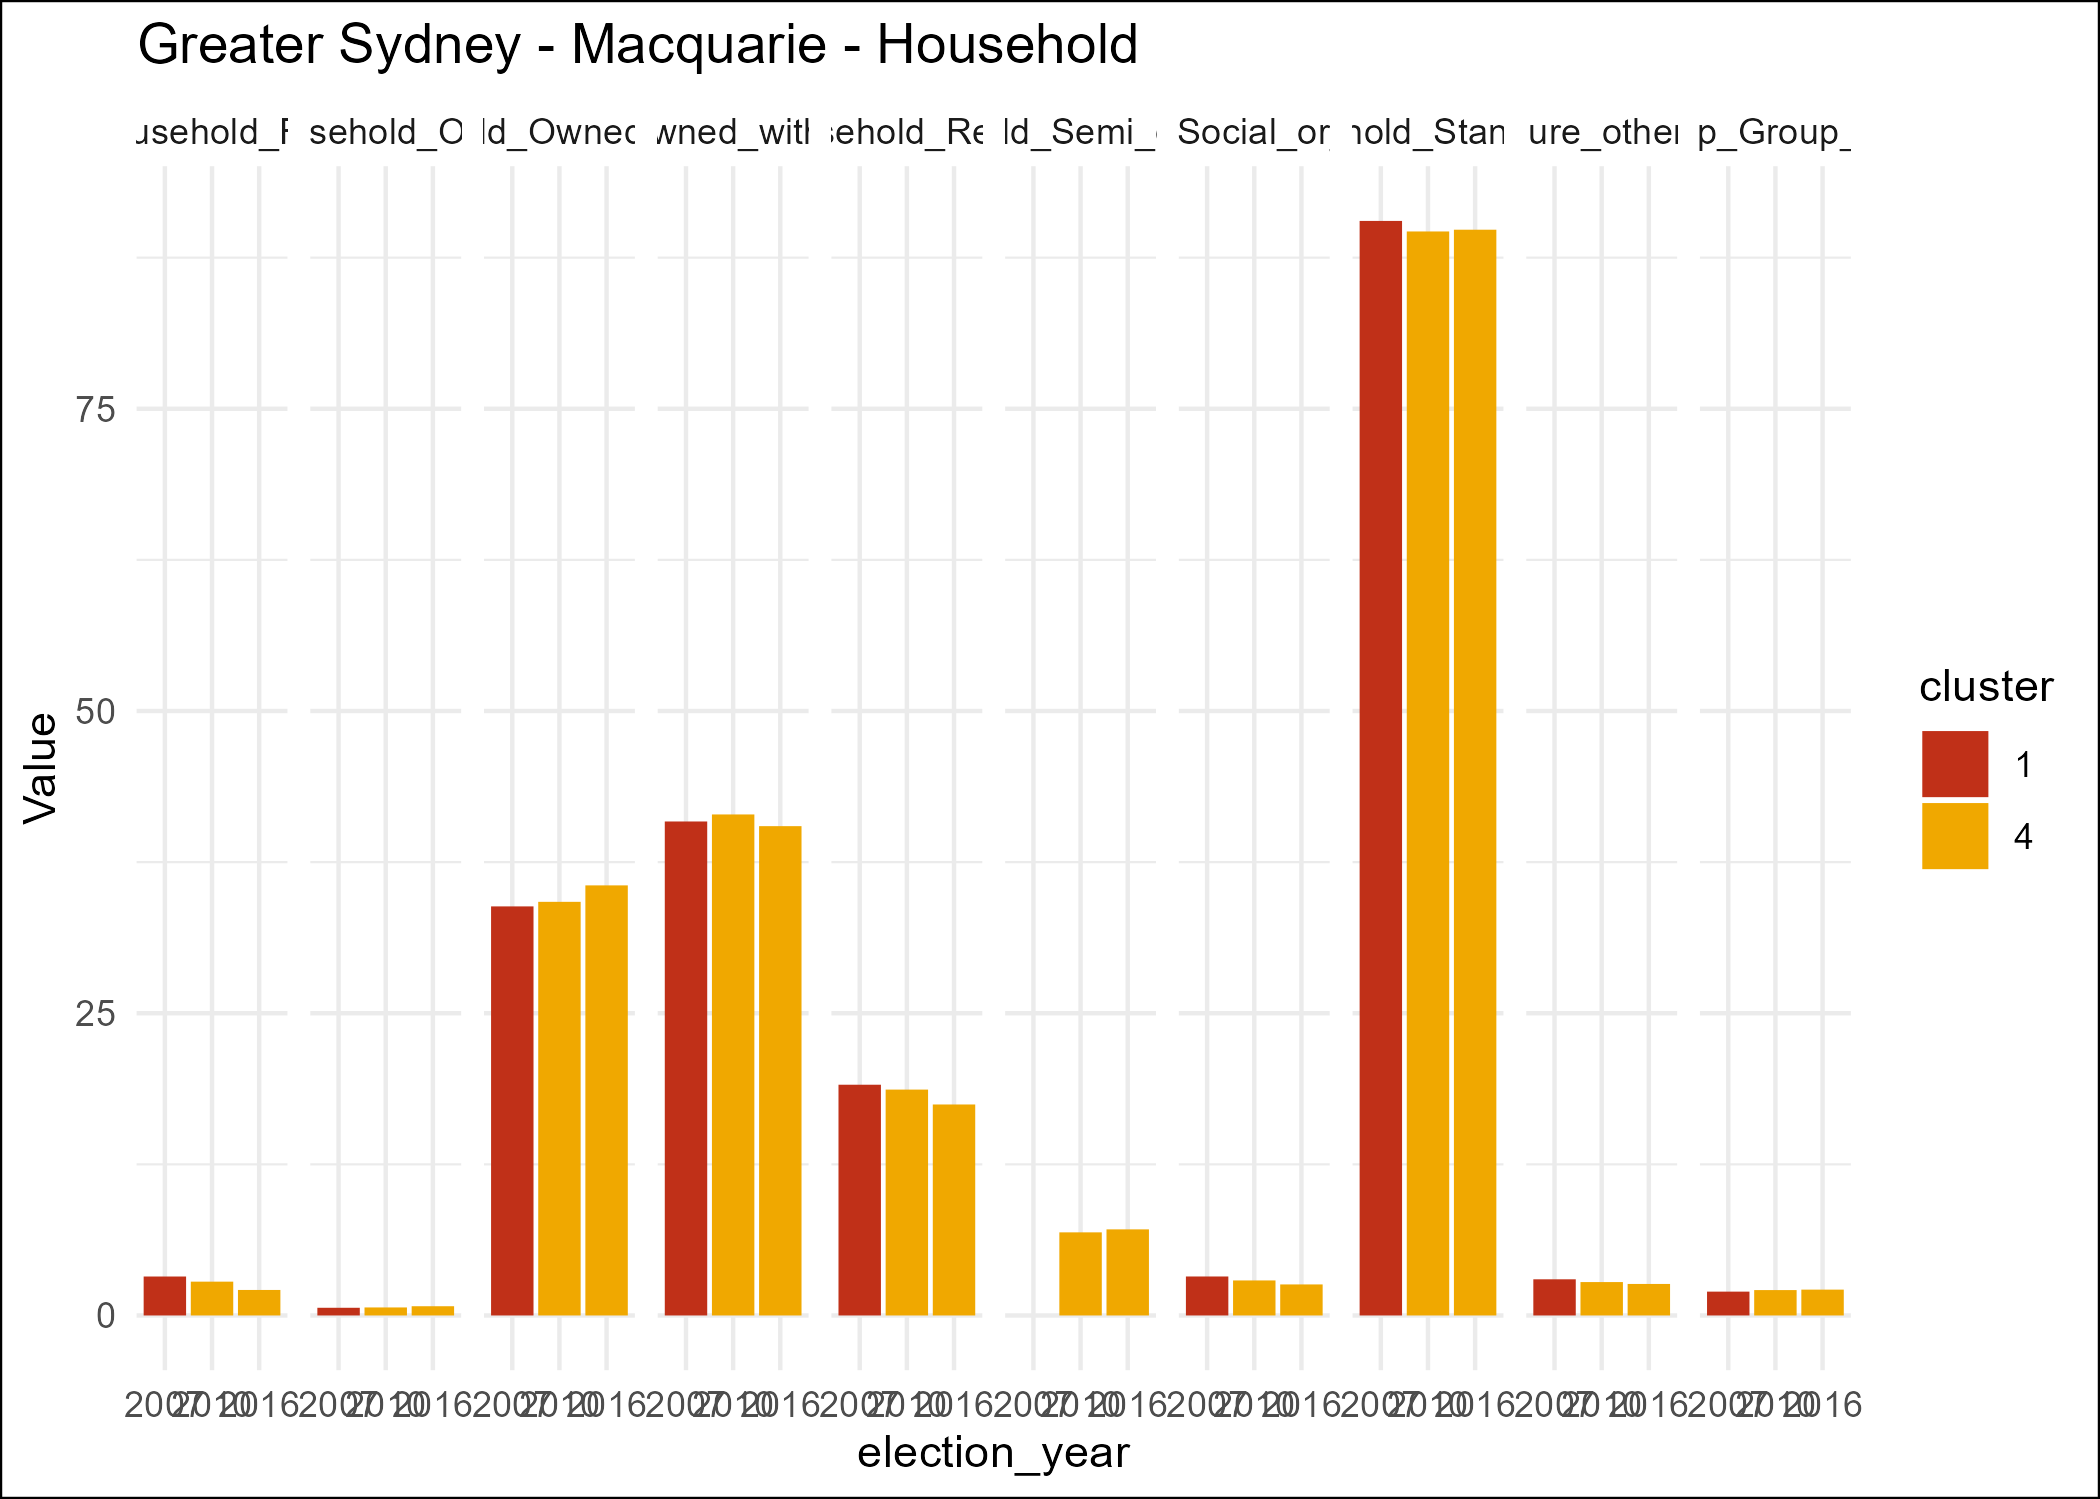 Greater Sydney - Macquarie - Household
usehold_F sehold_O ld_Owned wned_with sehold_Re ld_Semi_ Social_or hold_Stan ure_other p_Group_
75
50
25
0
Value
2007 2010 2016 2007 2010 2016 2007 2010 2016 2007 2010 2016 2007 2010 2016 2007 2010 2016 2007 2010 2016 2007 2010 2016 2007 2010 2016 2007 2010 2016
election_year
cluster
1
4